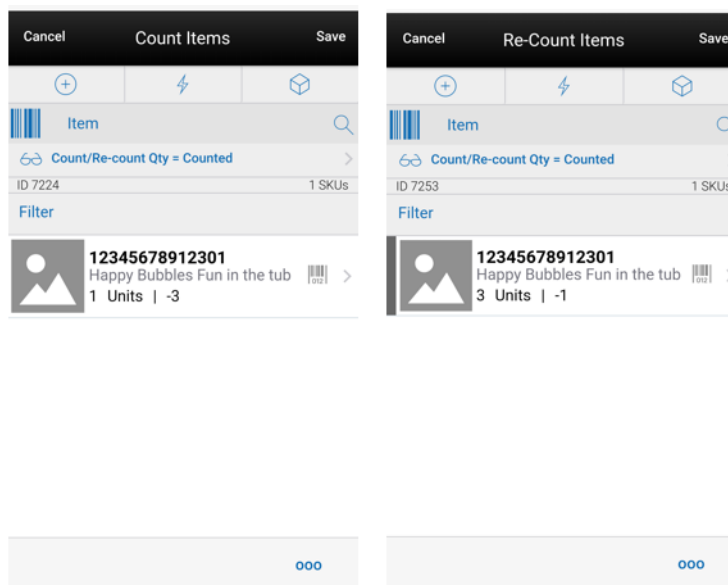 Cancel Count Items Save
Item
Count/Re-count Qty = Counted
ID 7224 1 SKUs
Filter
12345678912301
Happy Bubbles Fun in the tub
012
1 Units | -3
ooo
Cancel Re-Count Items Save
Item
Count/Re-count Qty = Counted
ID 7253 1 SKUs
Filter
12345678912301
Happy Bubbles Fun in the tub
012
3 Units | -1
ooo